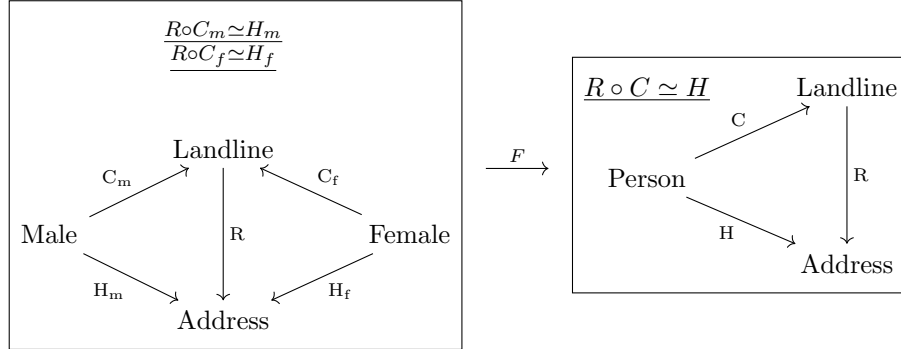 R∘C_m≃H_m
R∘C_f≃H_f
Landline
C_m
C_f
Male
R
Female
H_m
H_f
Address
F
R ∘ C ≃ H
Landline
C
Person
R
H
Address